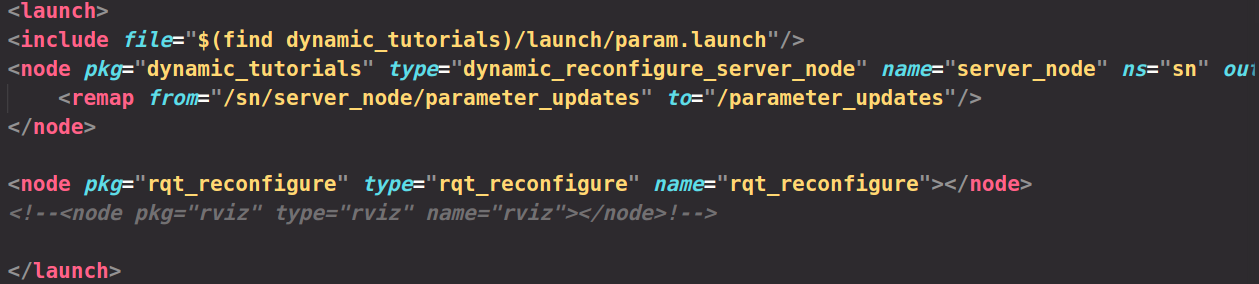 <launch>
<include file="$(find dynamic_tutorials)/launch/param.launch"/>
<node pkg="dynamic_tutorials" type="dynamic_reconfigure_server_node" name="server_node" ns="sn" out
<remap from="/sn/server_node/parameter_updates" to="/parameter_updates"/>
</node>
<node pkg="rqt_reconfigure" type="rqt_reconfigure" name="rqt_reconfigure"></node>
<!--<node pkg="rviz" type="rviz" name="rviz"></node>!-->
</launch>